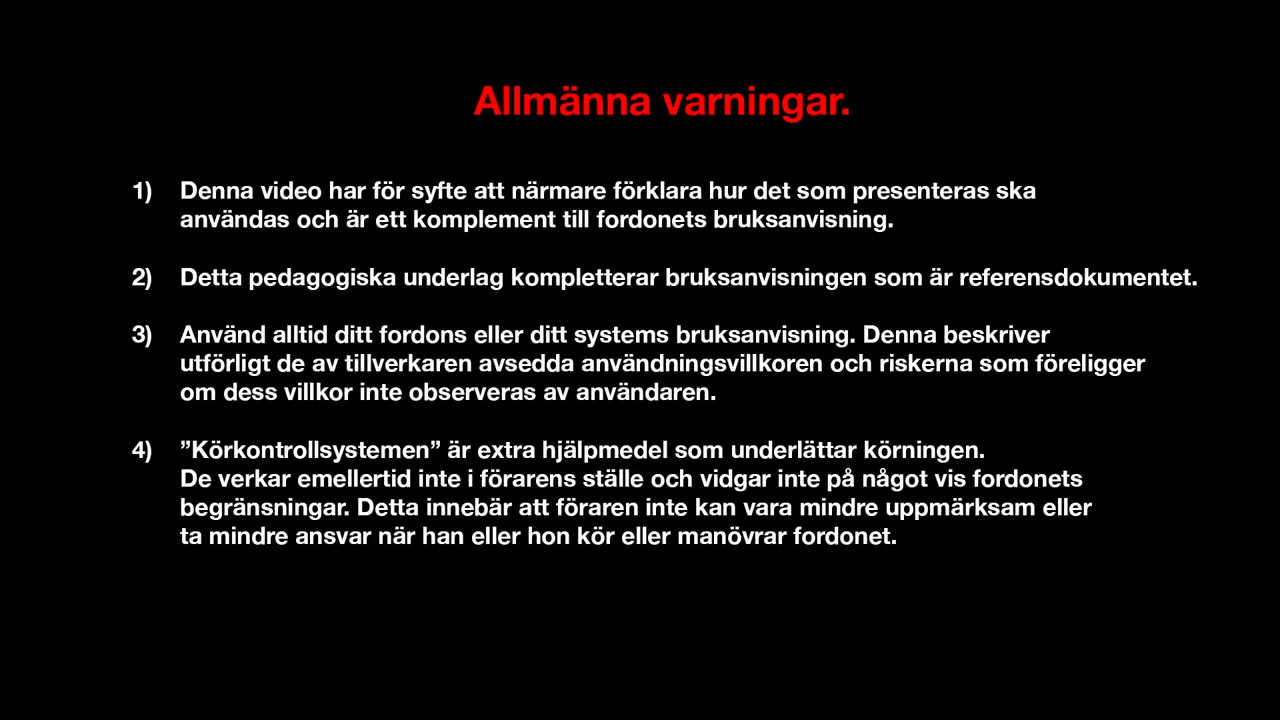 Allmänna varningar.
1) Denna video har för syfte att närmare förklara hur det som presenteras ska
användas och är ett komplement till fordonets bruksanvisning.
2) Detta pedagogiska underlag kompletterar bruksanvisningen som är referensdokumentet.
3) Använd alltid ditt fordons eller ditt systems bruksanvisning. Denna beskriver
utförligt de av tillverkaren avsedda användningsvillkoren och riskerna som föreligger
om dess villkor inte observeras av användaren.
4) ”Körkontrollsystemen” är extra hjälpmedel som underlättar körningen.
De verkar emellertid inte i förarens ställe och vidgar inte på något vis fordonets
begränsningar. Detta innebär att föraren inte kan vara mindre uppmärksam eller
ta mindre ansvar när han eller hon kör eller manövrar fordonet.